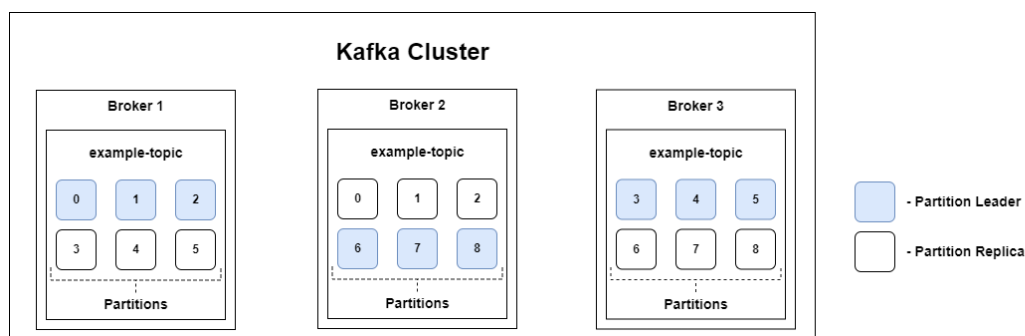 Kafka Cluster
Broker 1
example-topic
0 1 2
3 4 5
Partitions
Broker 2
example-topic
0 1 2
6 7 8
Partitions
Broker 3
example-topic
3 4 5
6 7 8
Partitions
- Partition Leader
- Partition Replica